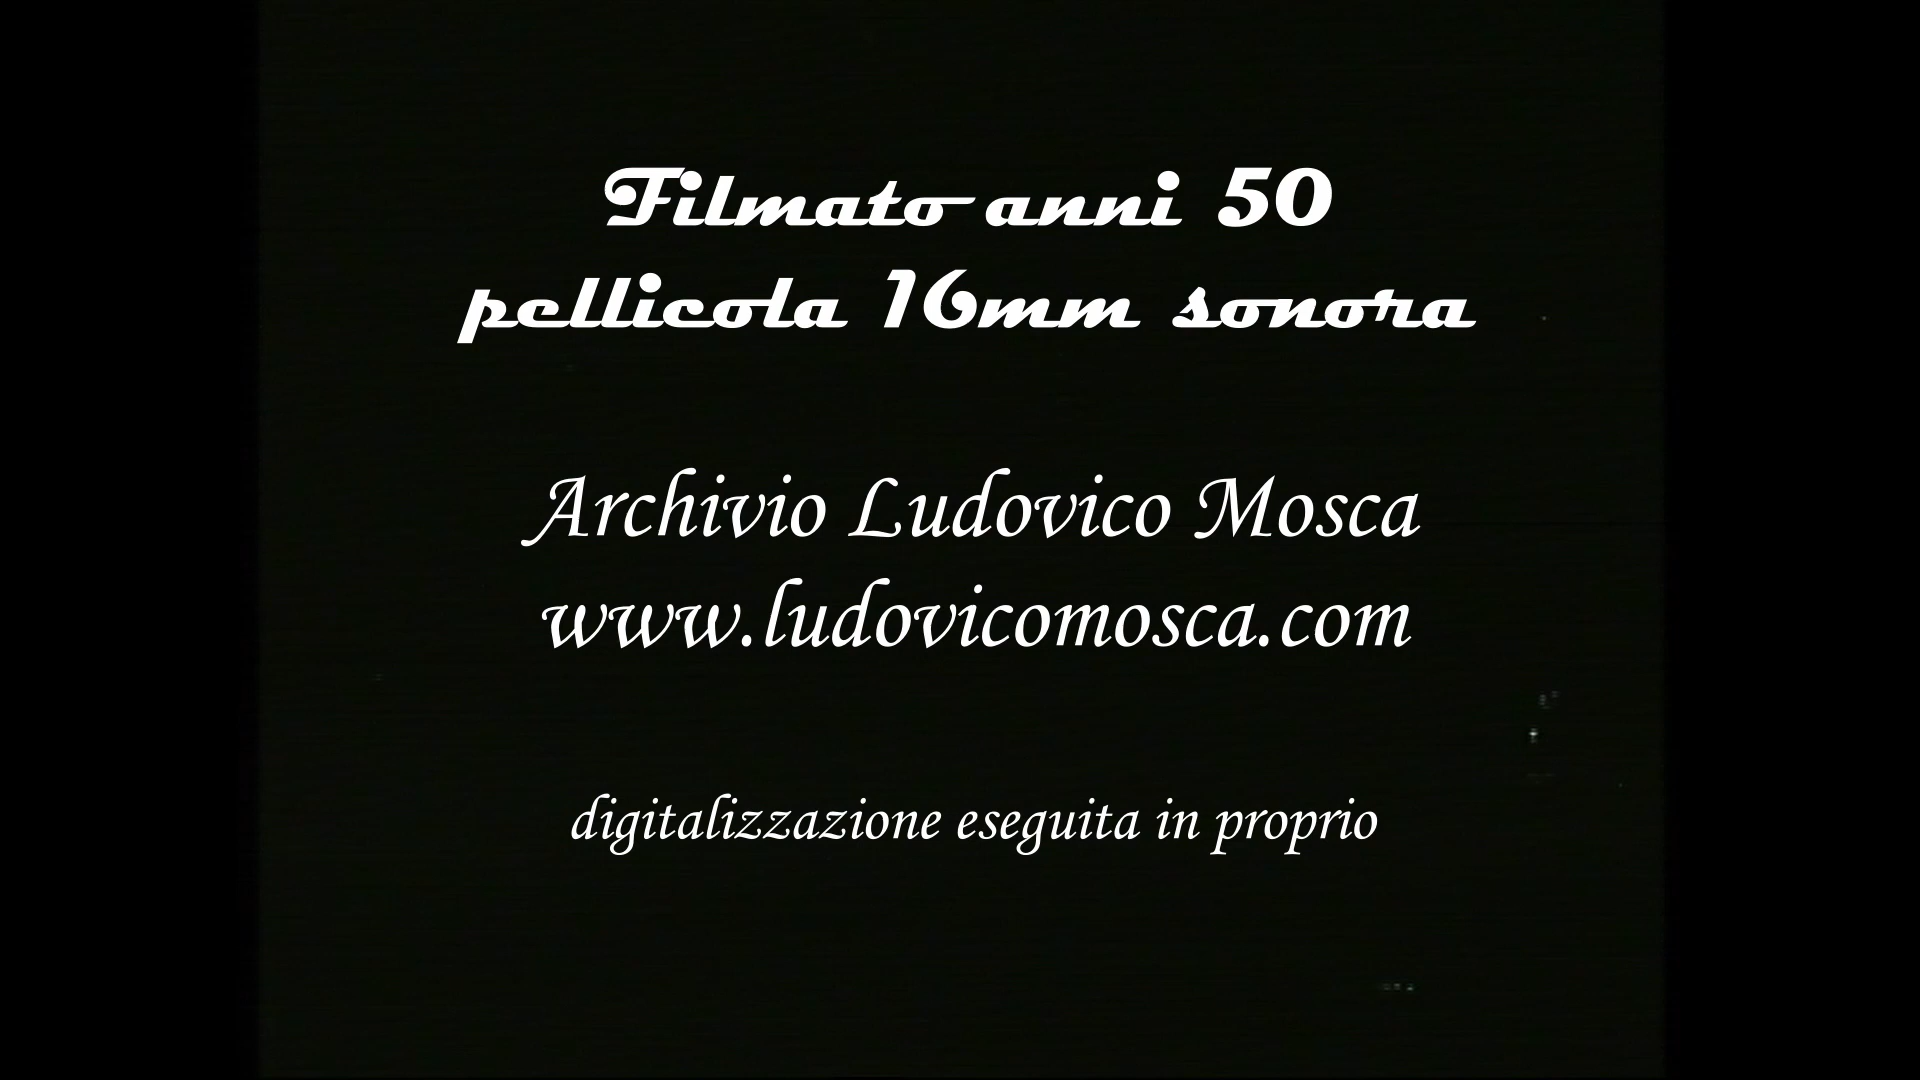 Filmato anni 50
pellicola 16mm sonora
Archivio Ludovico Mosca
www.ludovicomosca.com
digitalizzazione eseguita in proprio